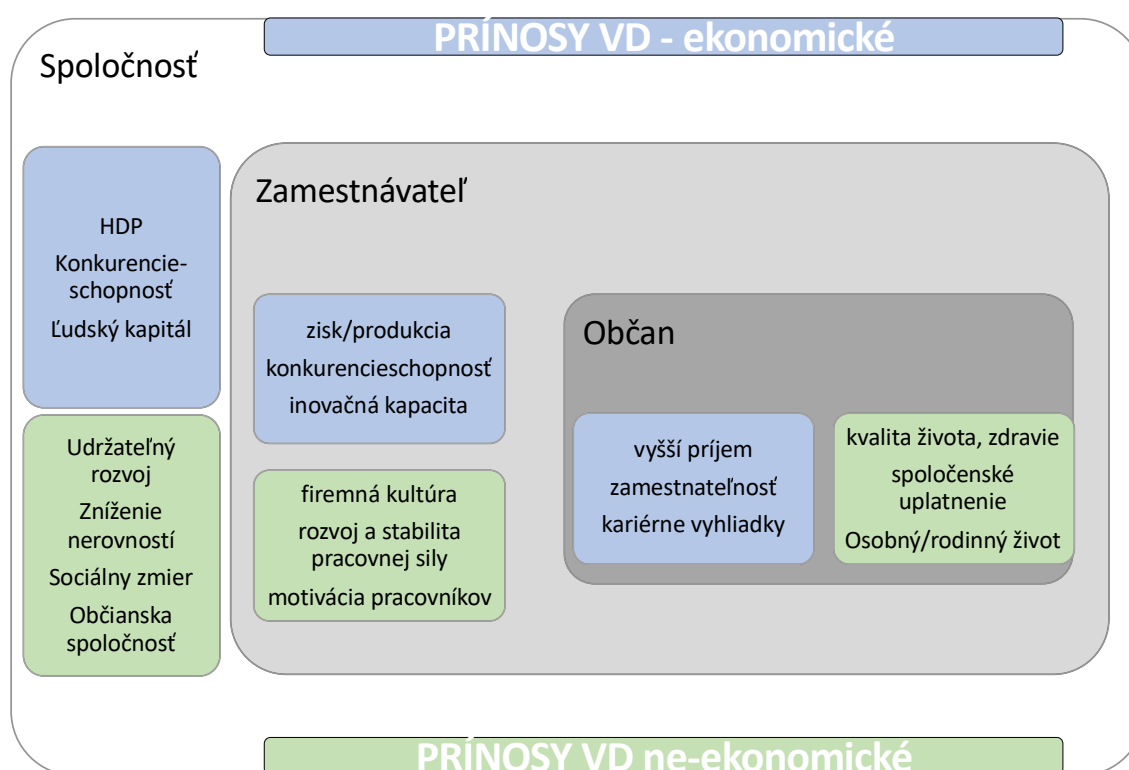 PRÍNOSY VD - ekonomické
Spoločnosť
HDP
Konkurencie-
schopnosť
Ľudský kapitál
Udržateľný
rozvoj
Zníženie
nerovností
Sociálny zmier
Občianska
spoločnosť
Zamestnávateľ
zisk/produkcia
konkurencieschopnosť
inovačná kapacita
firemná kultúra
rozvoj a stabilita
pracovnej sily
motivácia pracovníkov
Občan
vyšší príjem
zamestnateľnosť
kariérne vyhliadky
kvalita života, zdravie
spoločenské
uplatnenie
Osobný/rodinný život
PRÍNOSY VD ne-ekonomické